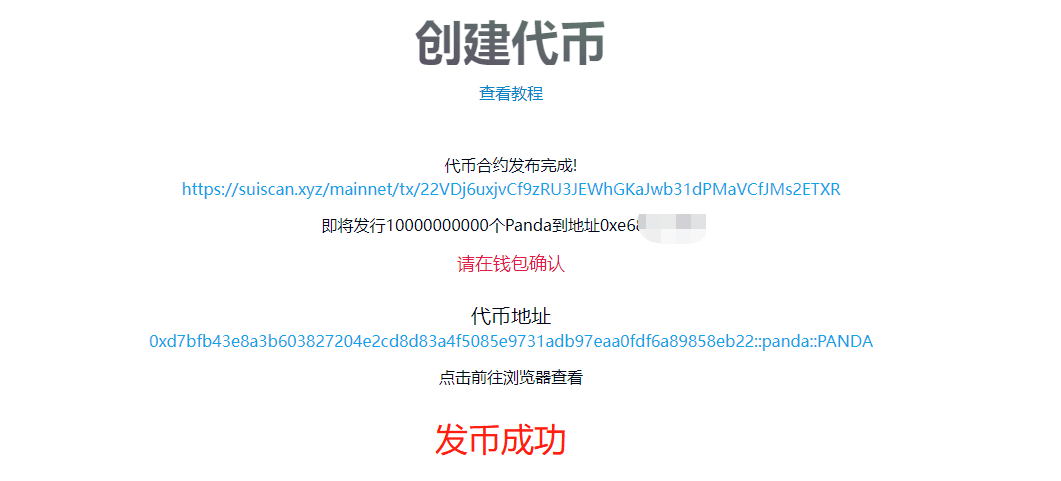 创建代币
查看教程
代币合约发布完成!
https://suiscan.xyz/mainnet/tx/22VDj6uxjvCf9zRU3JEWhGKaJwb31dPMaVCfJMs2ETXR
即将发行10000000000个Panda到地址0xe68
请在钱包确认
代币地址
0xd7bfb43e8a3b603827204e2cd8d83a4f5085e9731adb97eaa0fdf6a89858eb22::panda::PANDA
点击前往浏览器查看
发币成功